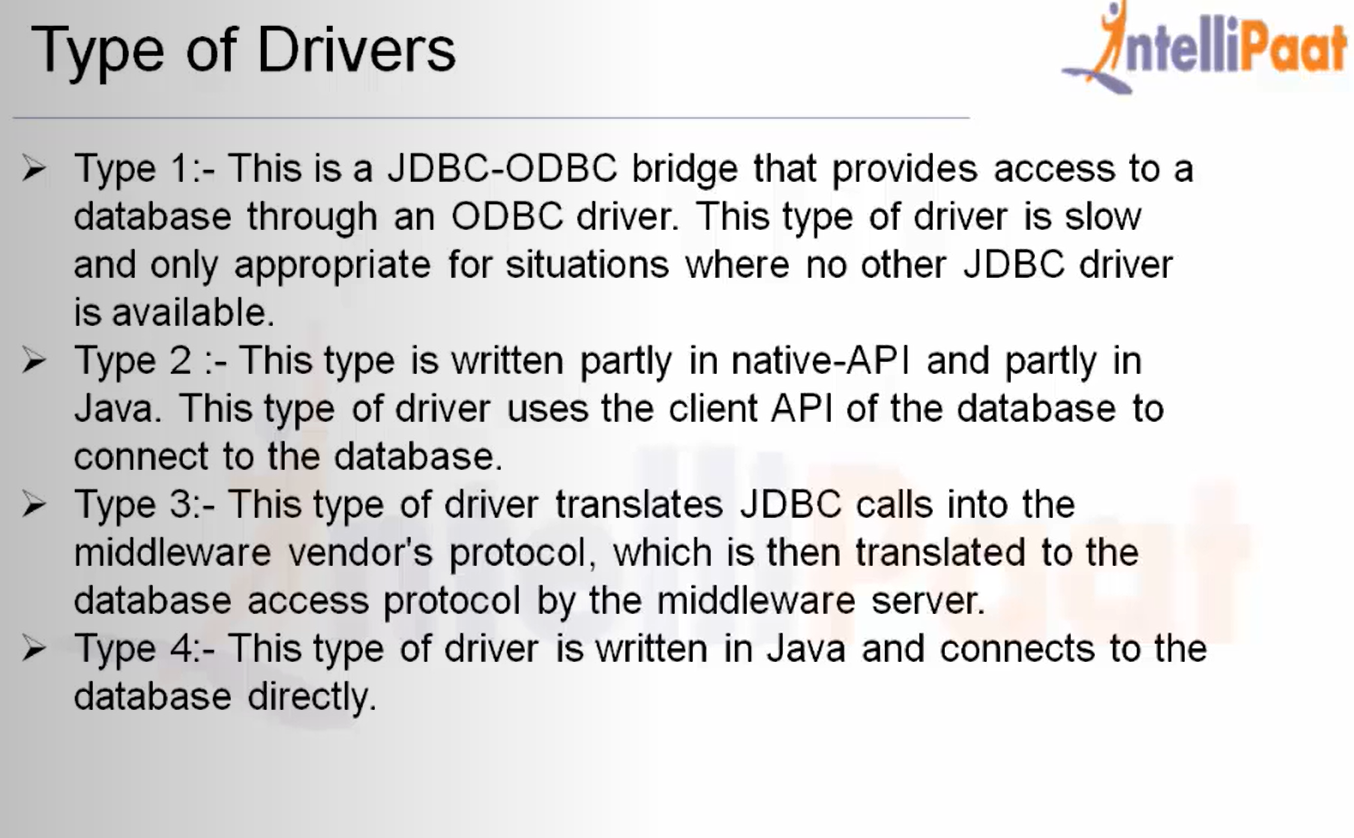 Type of Drivers
IntelliPaat
➢ Type 1:- This is a JDBC-ODBC bridge that provides access to a
database through an ODBC driver. This type of driver is slow
and only appropriate for situations where no other JDBC driver
is available.
➢ Type 2 :- This type is written partly in native-API and partly in
Java. This type of driver uses the client API of the database to
connect to the database.
➢ Type 3:- This type of driver translates JDBC calls into the
middleware vendor's protocol, which is then translated to the
database access protocol by the middleware server.
➢ Type 4:- This type of driver is written in Java and connects to the
database directly.
IntelliPaat